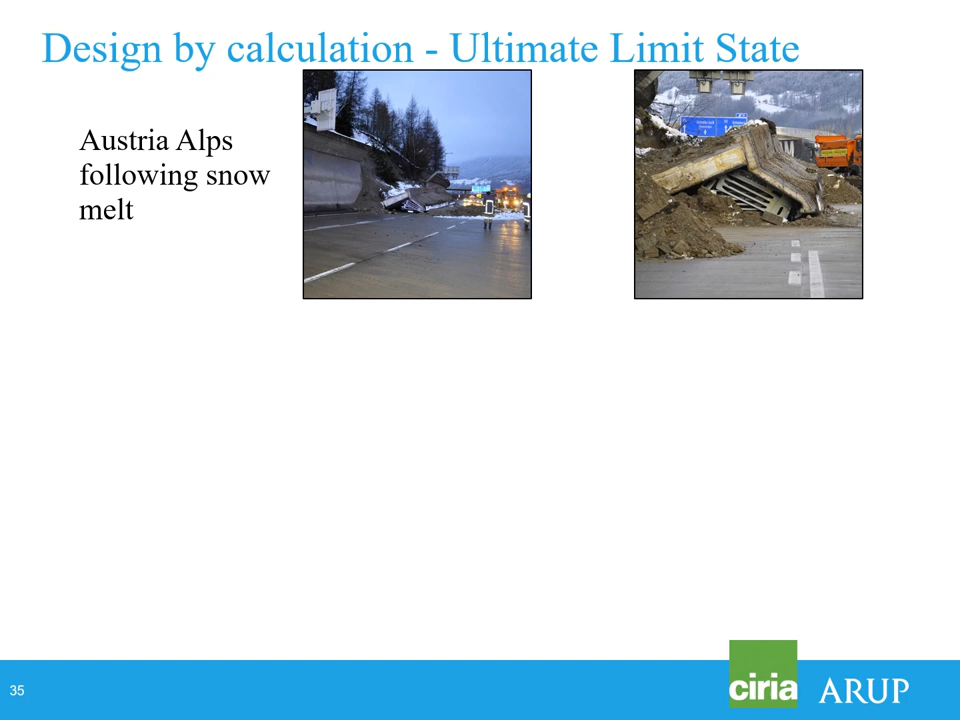 Design by calculation - Ultimate Limit State
Austria Alps
following snow
melt
35
ciria
ARUP